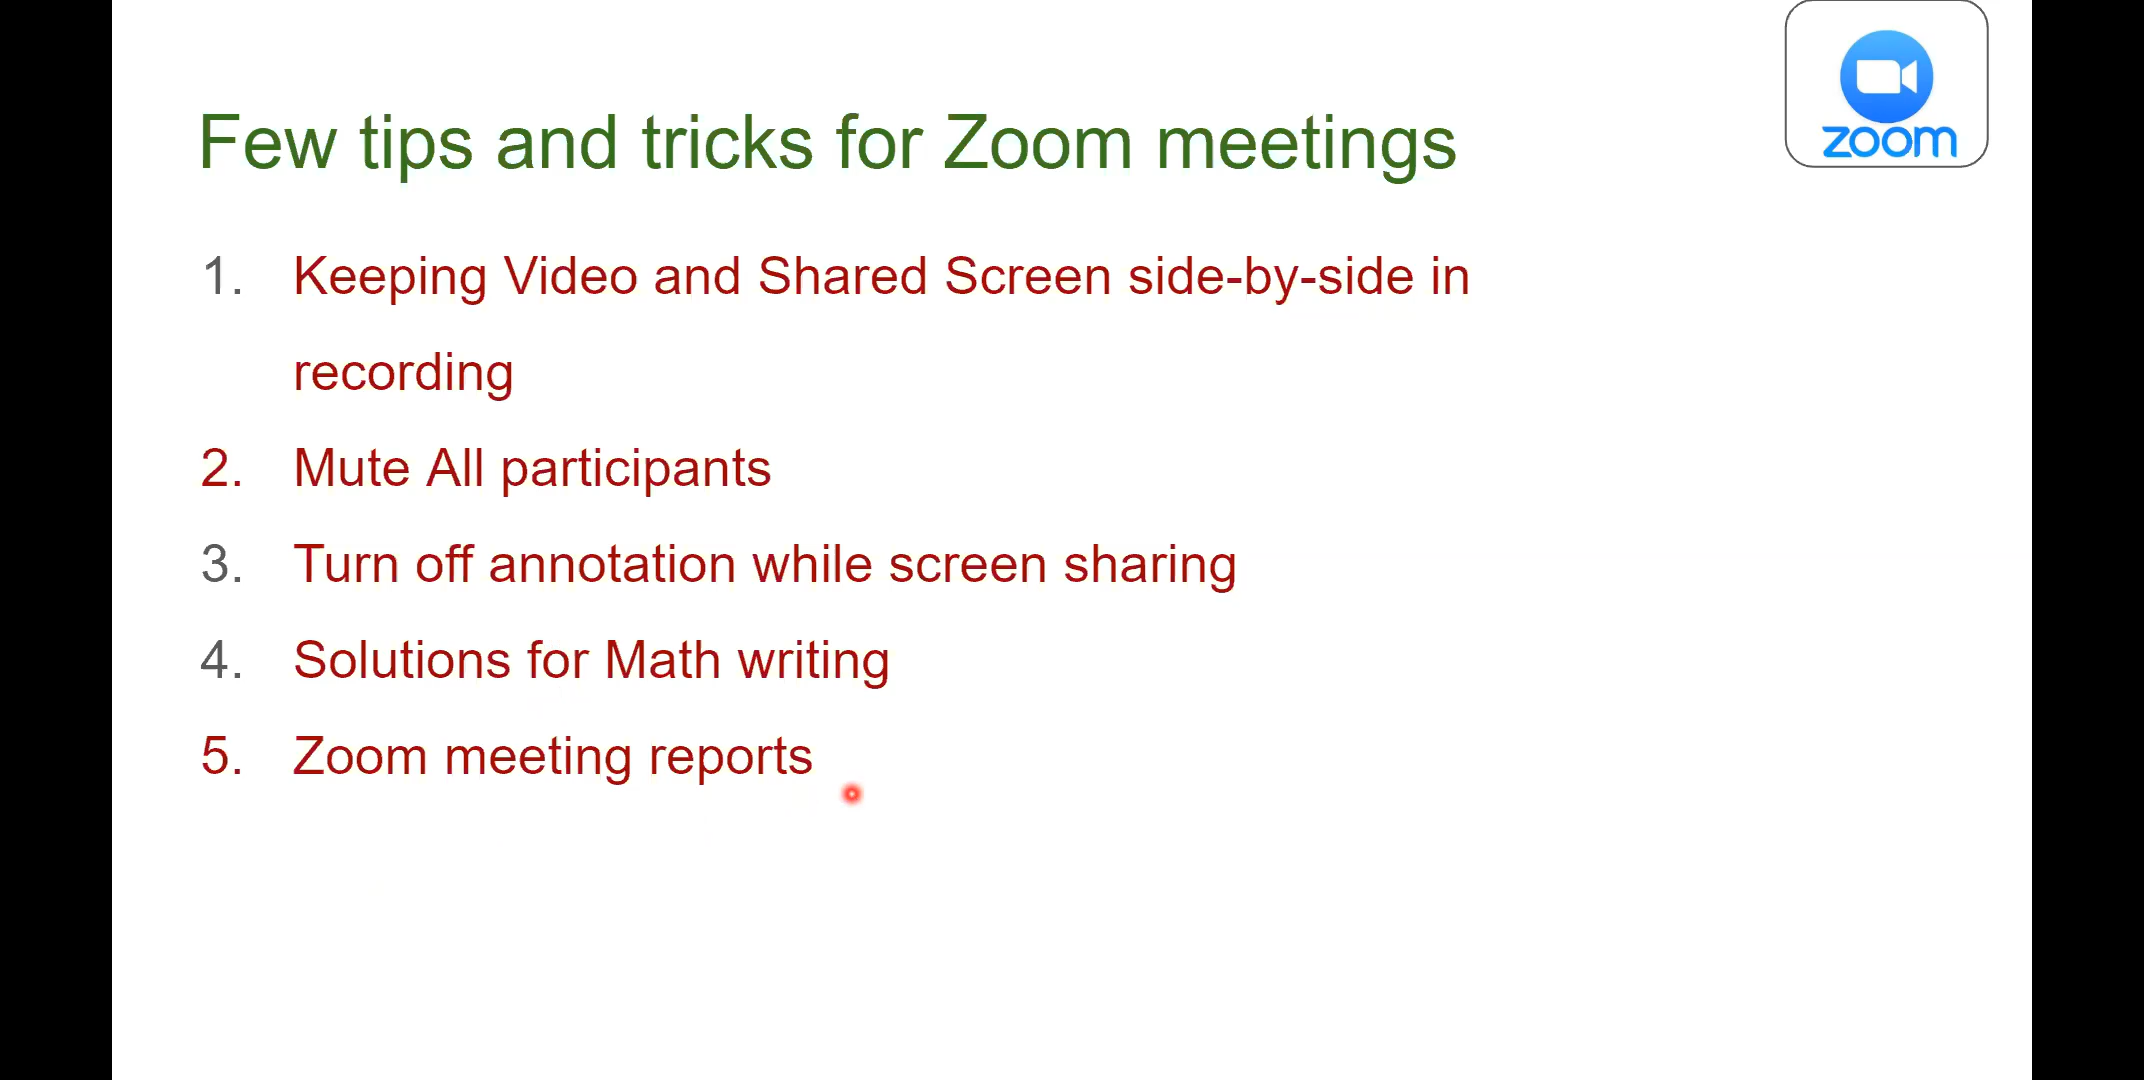 zoom
Few tips and tricks for Zoom meetings
1. Keeping Video and Shared Screen side-by-side in
recording
2. Mute All participants
3. Turn off annotation while screen sharing
4. Solutions for Math writing
5. Zoom meeting reports